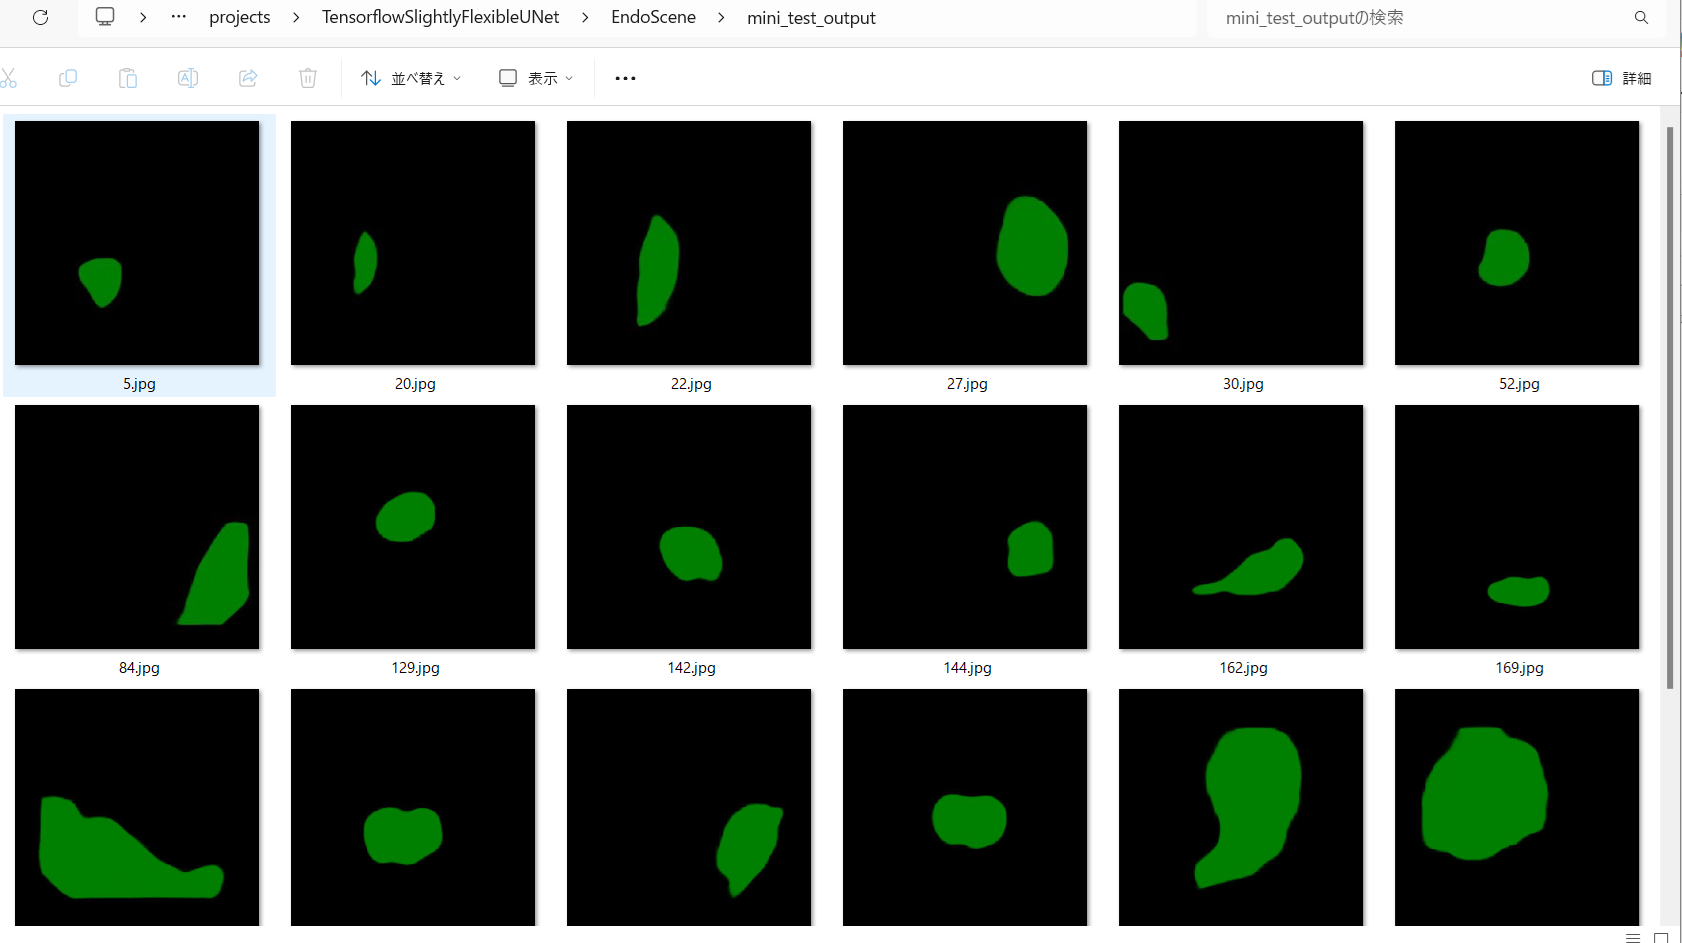 … projects TensorflowSlightlyFlexibleUNet EndoScene mini_test_output mini_test_outputの検索
並べ替え 表示 … 詳細
5.jpg 20.jpg 22.jpg 27.jpg 30.jpg 52.jpg
84.jpg 129.jpg 142.jpg 144.jpg 162.jpg 169.jpg